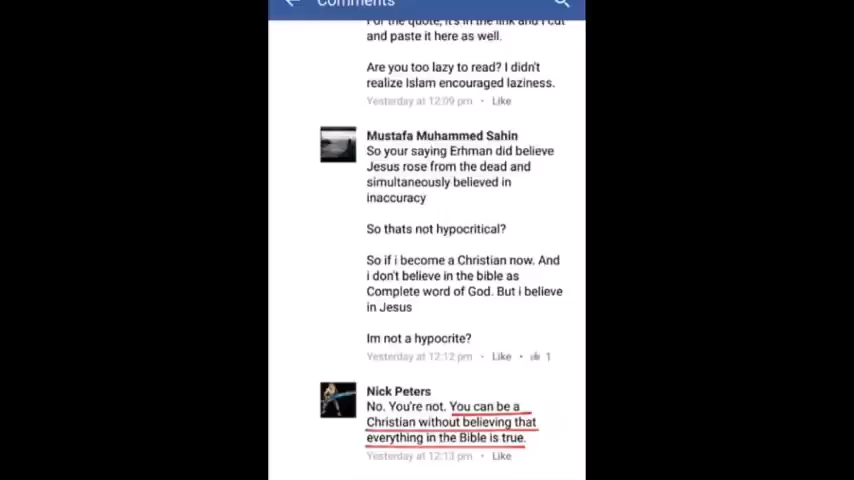 Comments
For the quote, it's in the link and I cut
and paste it here as well.
Are you too lazy to read? I didn't
realize Islam encouraged laziness.
Yesterday at 12:09 pm • Like
Mustafa Muhammed Sahin
So your saying Erhman did believe
Jesus rose from the dead and
simultaneously believed in
inaccuracy
So thats not hypocritical?
So if i become a Christian now. And
i don't believe in the bible as
Complete word of God. But i believe
in Jesus
Im not a hypocrite?
Yesterday at 12:12 pm • Like • 1
Nick Peters
No. You're not. You can be a
Christian without believing that
everything in the Bible is true.
Yesterday at 12:13 pm • Like